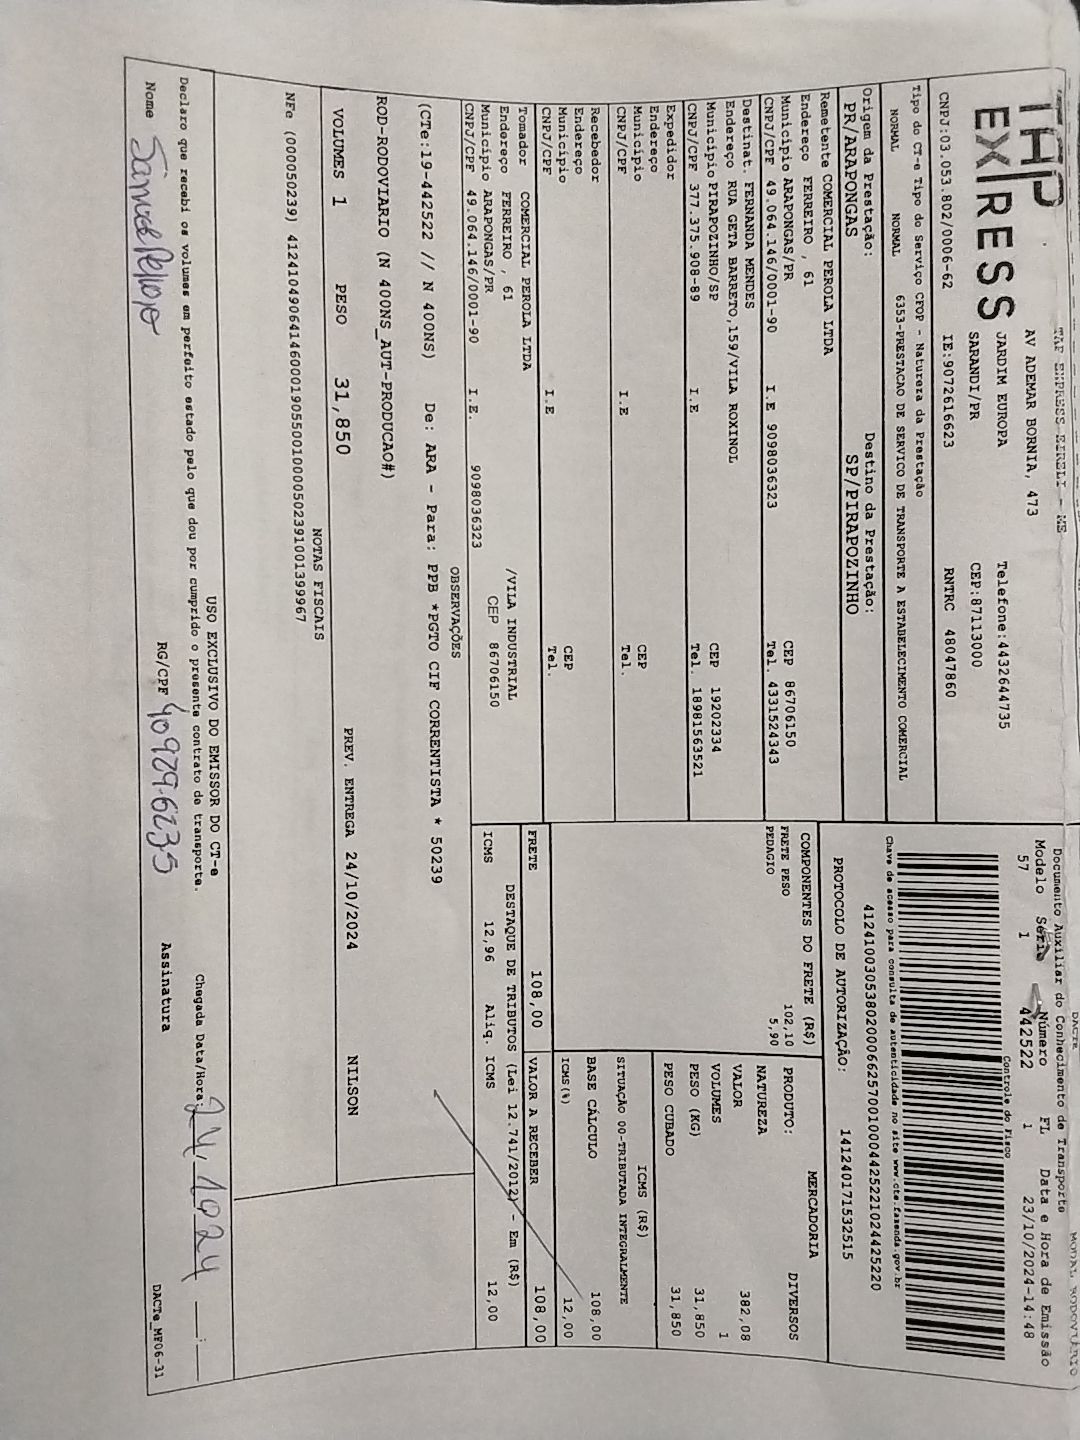 THP
EX/RESS
AV ADEMAR BORNIA, 473
JARDIM EUROPA
SARANDI/PR
Telefone:4432644735
CEP:87113000
CNPJ:03.053.802/0006-62 IE:9072616623 RNTRC 48047860
Tipo do CT-e Tipo do Serviço CFOP - Natureza da Prestação
NORMAL NORMAL 6353-PRESTACAO DE SERVICO DE TRANSPORTE A ESTABELECIMENTO COMERCIAL
Origem da Prestação: Destino da Prestação:
PR/ARAPONGAS SP/PIRAPOZINHO
Remetente COMERCIAL PEROLA LTDA
Endereço FERREIRO , 61 CEP 86706150
Município ARAPONGAS/PR Tel. 4331524343
CNPJ/CPF 49.064.146/0001-90 I.E 9098036323
Destinat. FERNANDA MENDES
Endereço RUA GETA BARRETO,159/VILA ROXINOL
Município PIRAPOZINHO/SP CEP 19202334
CNPJ/CPF 377.375.908-89 I.E Tel. 18981563521
Expedidor
Endereço
Município CEP
CNPJ/CPF I.E Tel.
Recebedor
Endereço
Município CEP
CNPJ/CPF I.E Tel.
Tomador COMERCIAL PEROLA LTDA
Endereço FERREIRO , 61 /VILA INDUSTRIAL
Município ARAPONGAS/PR CEP 86706150
CNPJ/CPF 49.064.146/0001-90 I.E. 9098036323
OBSERVAÇÕES
(CTe:19-442522 // N 400NS) De: ARA - Para: PPB *PGTO CIF CORRENTISTA * 50239
ROD-RODOVIARIO (N 400NS_AUT-PRODUCAO#)
VOLUMES 1 PESO 31,850 PREV. ENTREGA 24/10/2024 NILSON
NOTAS FISCAIS
NFe (000050239) 41241049064146000190550010000502391001399967
Documento Auxiliar do Conhecimento de Transporte
Modelo Série Número FL Data e Hora de Emissão
57 1 442522 1 23/10/2024-14:48
Controle do Fisco
Chave de acesso para consulta de autenticidade no site www.cte.fazenda.gov.br
41241003053802000662570010004425221024425220
PROTOCOLO DE AUTORIZAÇÃO: 141240171532515
COMPONENTES DO FRETE (R$)
FRETE PESO 102,10
PEDAGIO 5,90
MERCADORIA
PRODUTO: DIVERSOS
NATUREZA
VALOR 382,08
VOLUMES 1
PESO (KG) 31,850
PESO CUBADO 31,850
ICMS (R$)
SITUAÇÃO 00-TRIBUTADA INTEGRALMENTE
BASE CÁLCULO 108,00
ICMS(%) 12,00
FRETE 108,00 VALOR A RECEBER 108,00
DESTAQUE DE TRIBUTOS (Lei 12.741/2012) - Em (R$)
ICMS 12,96 Aliq. ICMS 12,00
USO EXCLUSIVO DO EMISSOR DO CT-e
Declaro que recebi os volumes em perfeito estado pelo que dou por cumprido o presente contrato de transporte. Chegada Data/Hora: 24,1024 :
Nome RG/CPF 409296235 Assinatura
DACTe_MF06-31